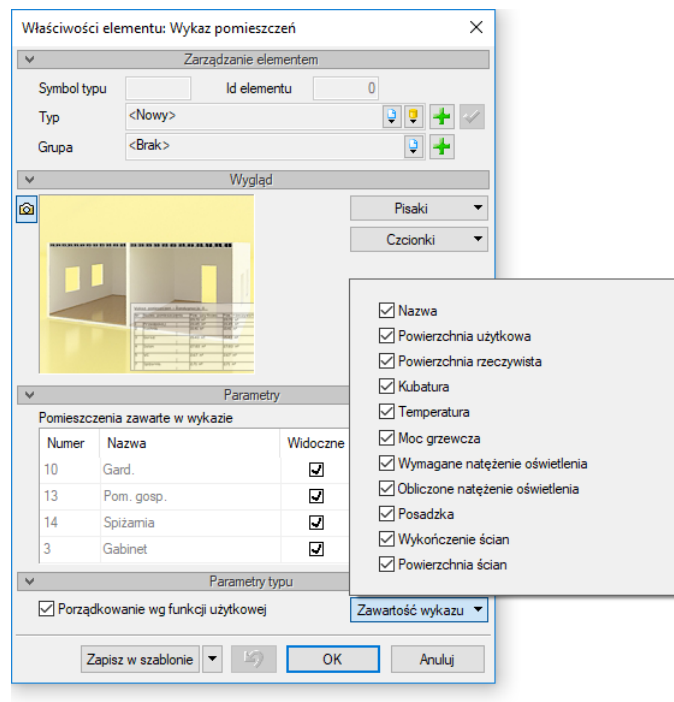 Właściwości elementu: Wykaz pomieszczeń
Zarządzanie elementem
Symbol typu Id elementu 0
Typ <Nowy>
Grupa <Brak>
Wygląd
Pisaki
Czcionki
Nazwa
Powierzchnia użytkowa
Powierzchnia rzeczywista
Kubatura
Temperatura
Moc grzewcza
Wymagane natężenie oświetlenia
Obliczone natężenie oświetlenia
Posadzka
Wykończenie ścian
Powierzchnia ścian
Parametry
Pomieszczenia zawarte w wykazie
Numer Nazwa Widoczne
10 Gard.
13 Pom. gosp.
14 Spiżarnia
3 Gabinet
Parametry typu
Porządkowanie wg funkcji użytkowej Zawartość wykazu
Zapisz w szablonie OK Anuluj